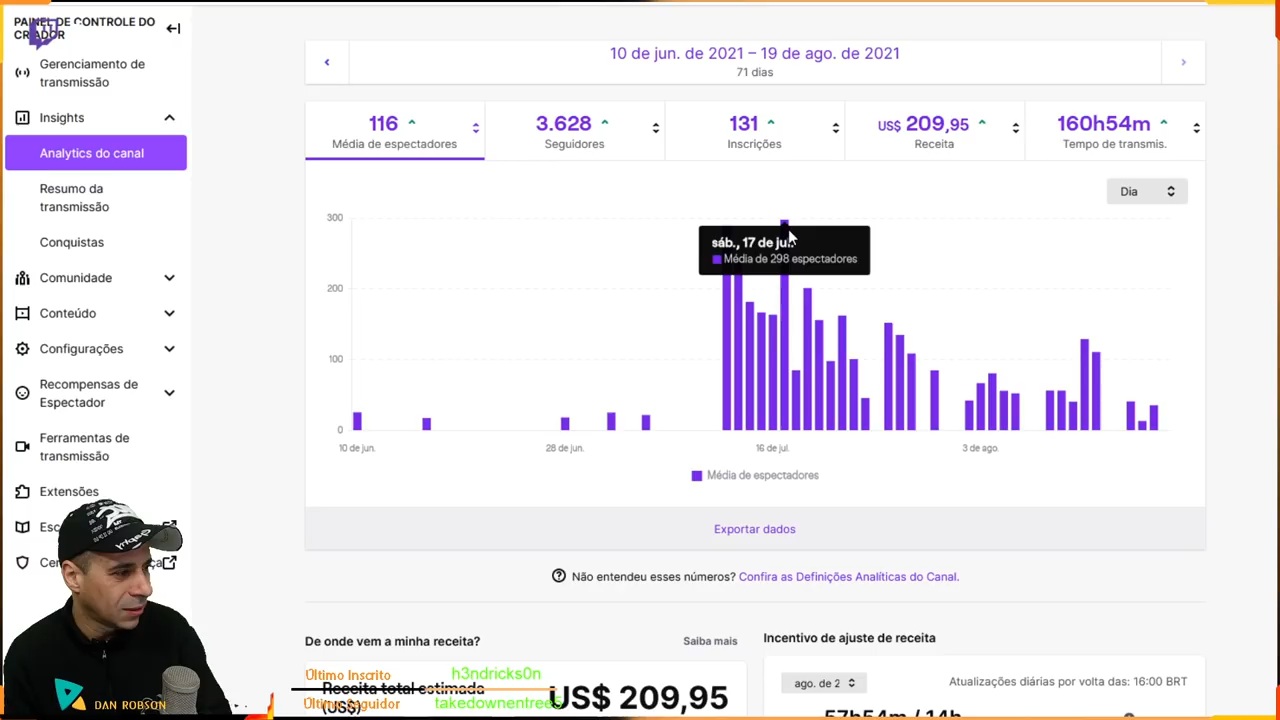 PAINEL DE CONTROLE DO
CRIADOR
Gerenciamento de
transmissão
Insights
Analytics do canal
Resumo da
transmissão
Conquistas
Comunidade
Conteúdo
Configurações
Recompensas de
Espectador
Ferramentas de
transmissão
Extensões
10 de jun. de 2021 – 19 de ago. de 2021
71 dias
116
Média de espectadores
3.628
Seguidores
131
Inscrições
US$ 209,95
Receita
160h54m
Tempo de transmis.
Dia
300
200
100
0
sáb., 17 de
Média de 298 espectadores
10 de jun.
28 de jun.
16 de jul.
3 de ago.
Média de espectadores
Exportar dados
Não entendeu esses números? Confira as Definições Analíticas do Canal.
De onde vem a minha receita?
Saiba mais
Incentivo de ajuste de receita
Último Inscrito
h3ndricks0n
Receita total estimada
(US$)
US$ 209,95
Último Seguidor
ago. de 2
Atualizações diárias por volta das: 16:00 BRT
57h54m / 14h
DAN ROBSON